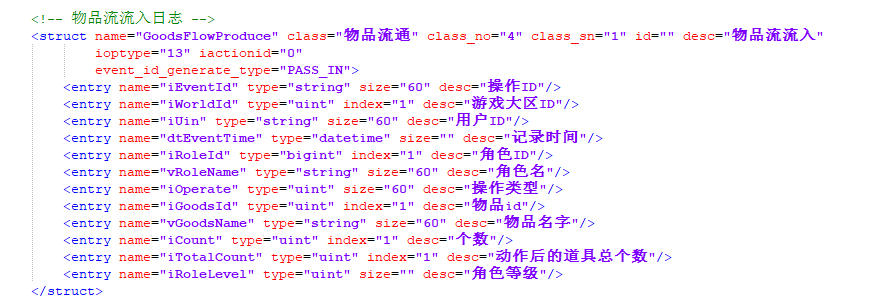 <!-- 物品流流入日志 -->
<struct name="GoodsFlowProduce" class="物品流通" class_no="4" class_sn="1" id="" desc="物品流流入"
ioptype="13" iactionid="0"
event_id_generate_type="PASS_IN">
<entry name="iEventId" type="string" size="60" desc="操作ID"/>
<entry name="iWorldId" type="uint" index="1" desc="游戏大区ID"/>
<entry name="iUin" type="string" size="60" desc="用户ID"/>
<entry name="dtEventTime" type="datetime" size="" desc="记录时间"/>
<entry name="iRoleId" type="bigint" index="1" desc="角色ID"/>
<entry name="vRoleName" type="string" size="60" desc="角色名"/>
<entry name="iOperate" type="uint" size="60" desc="操作类型"/>
<entry name="iGoodsId" type="uint" index="1" desc="物品id"/>
<entry name="vGoodsName" type="string" size="60" desc="物品名字"/>
<entry name="iCount" type="uint" index="1" desc="个数"/>
<entry name="iTotalCount" type="uint" index="1" desc="动作后的道具总个数"/>
<entry name="iRoleLevel" type="uint" size="" desc="角色等级"/>
</struct>